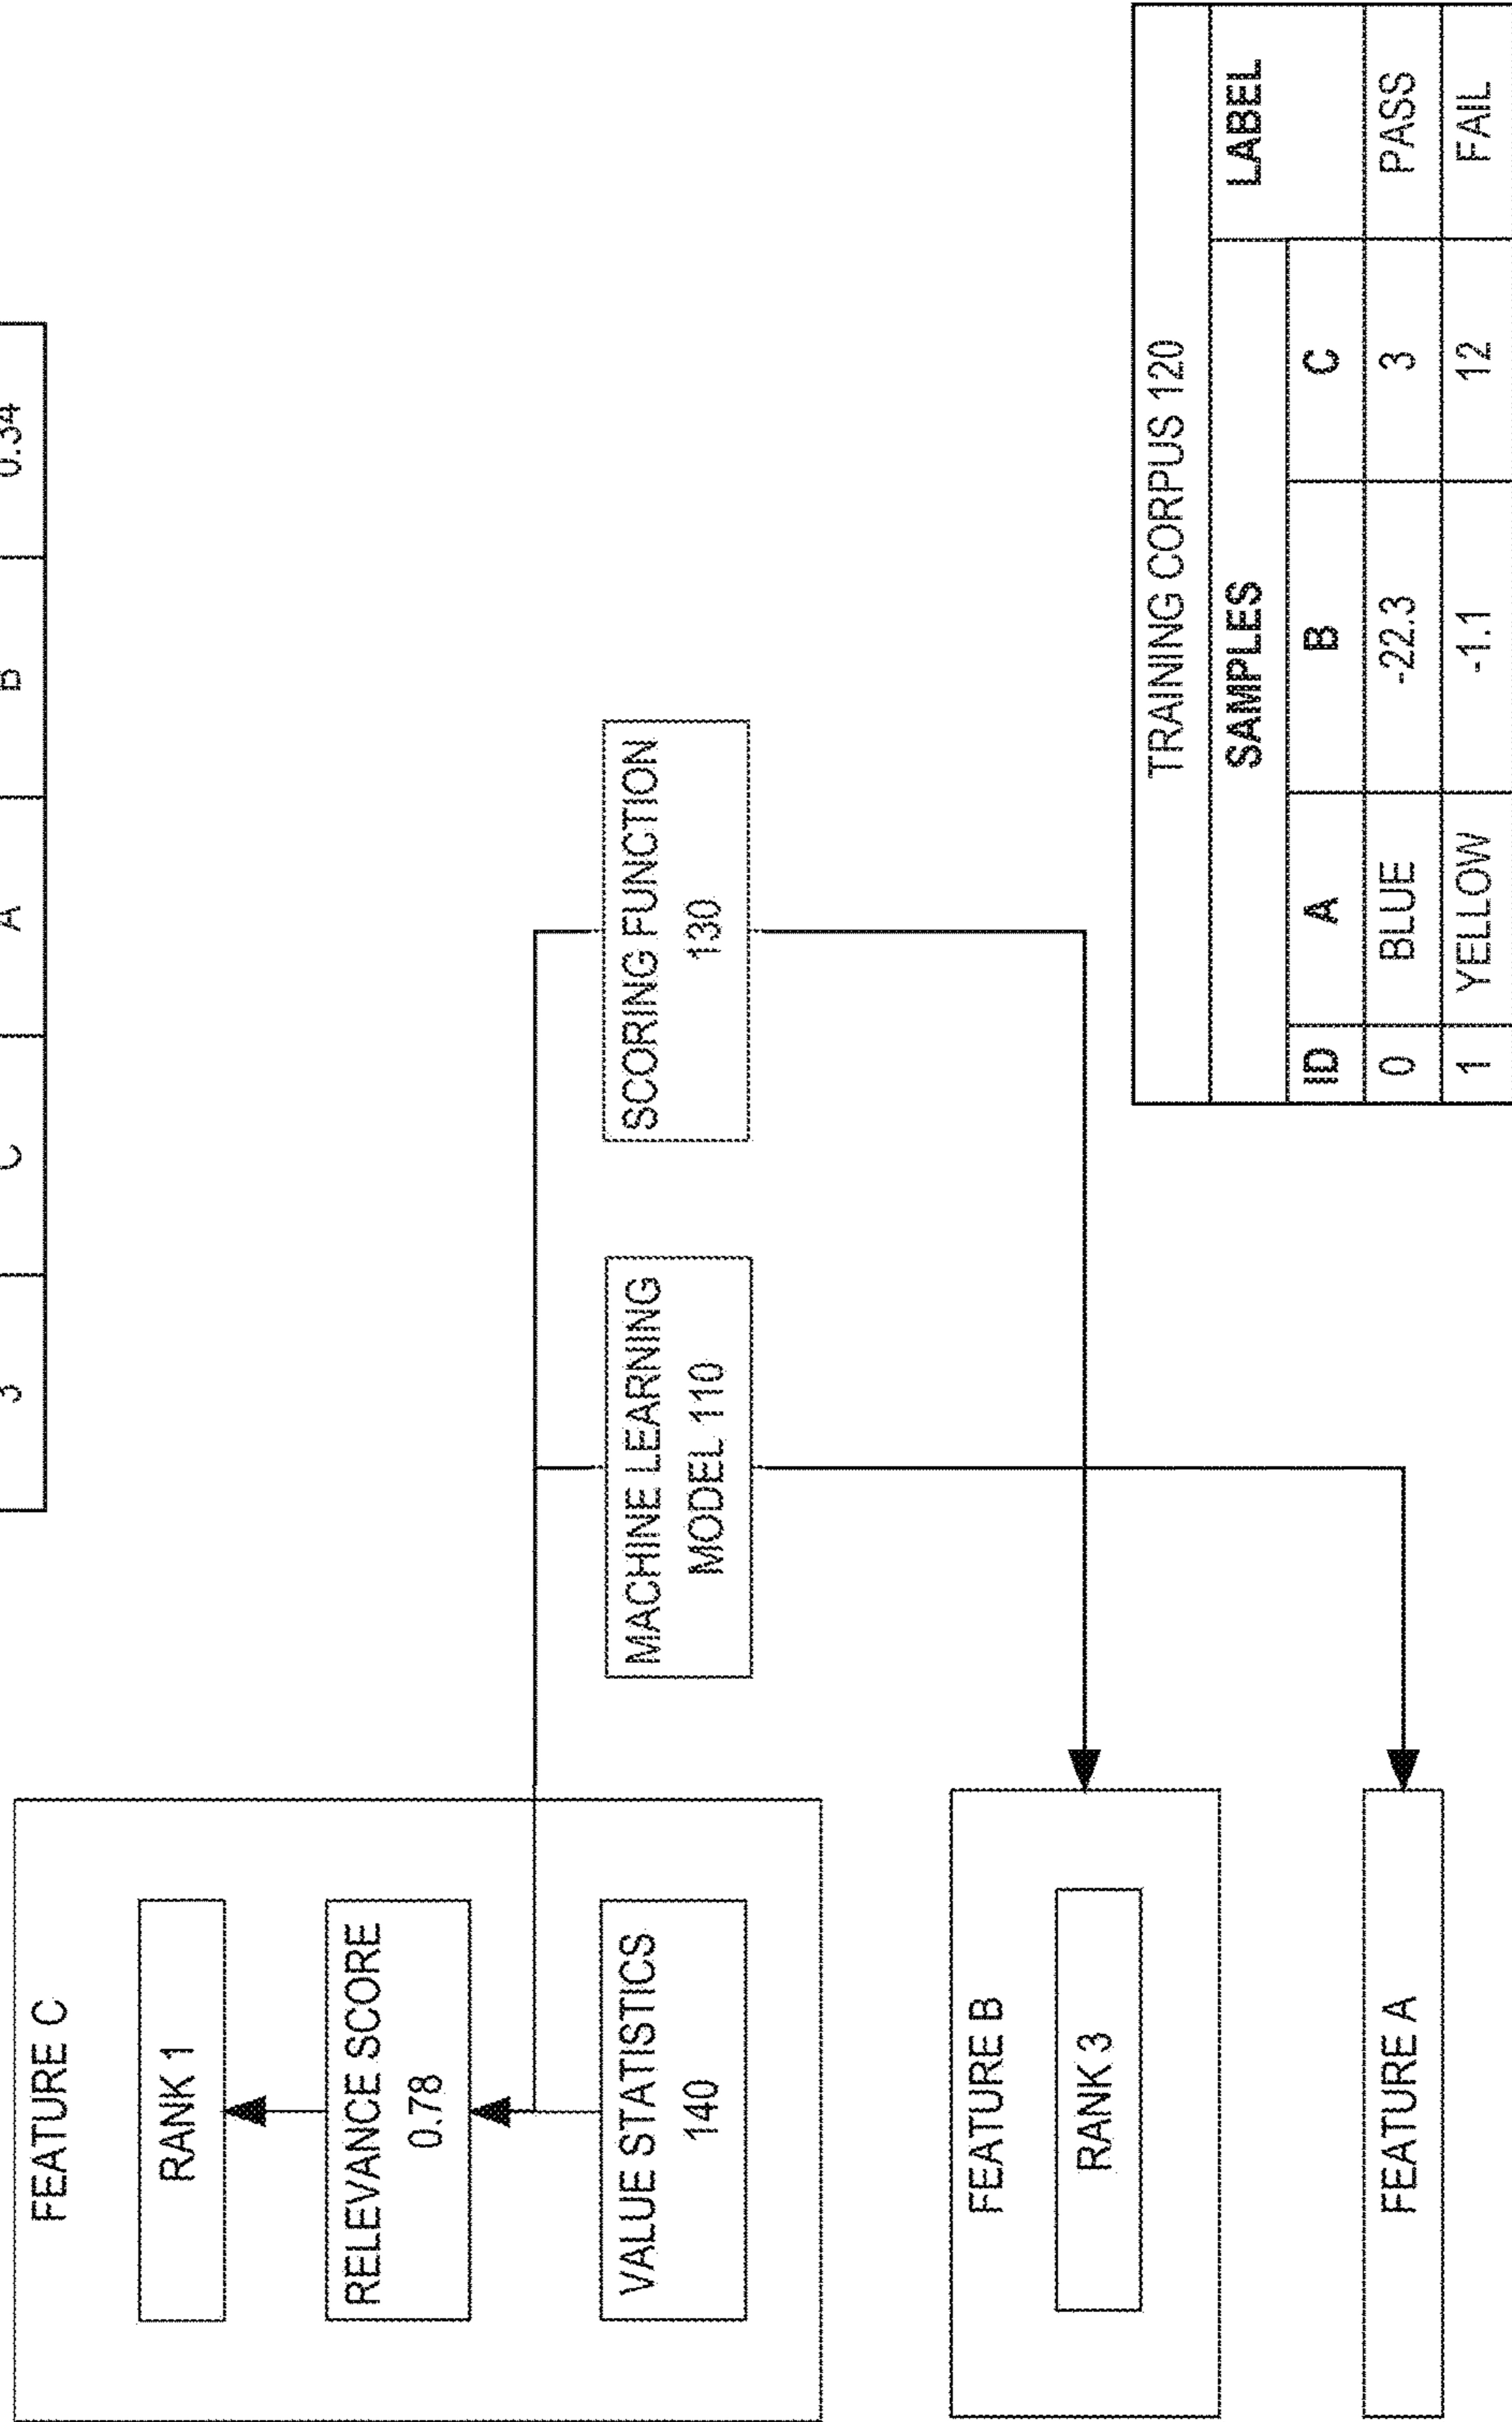 3 C A B 0.34
FEATURE C
RANK 1
RELEVANCE SCORE
0.78
VALUE STATISTICS
140
MACHINE LEARNING
MODEL 110
SCORING FUNCTION
130
FEATURE B
RANK 3
FEATURE A
TRAINING CORPUS 120
SAMPLES LABEL
ID A B C
0 BLUE -22.3 3 PASS
1 YELLOW -1.1 12 FAIL